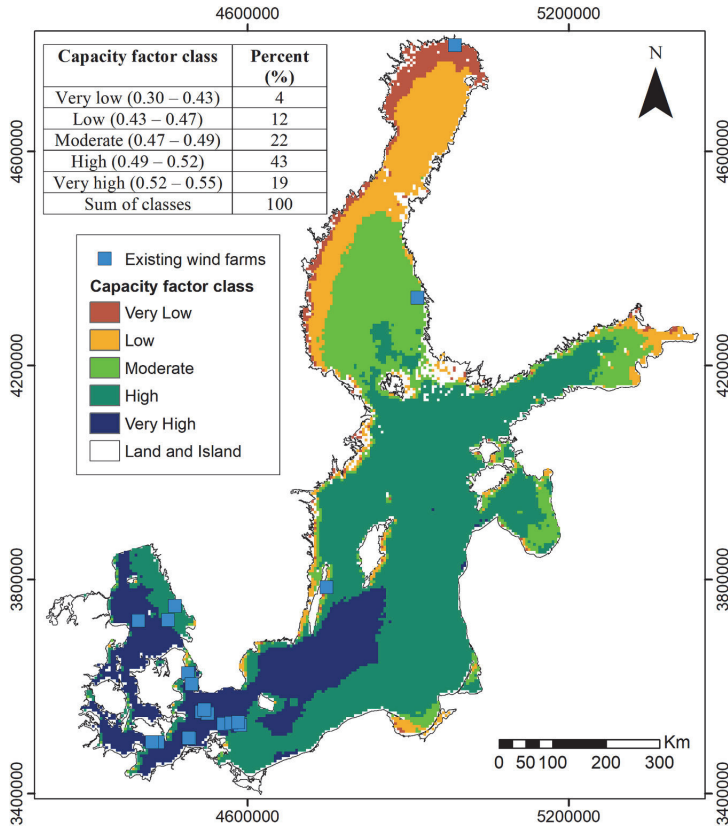 4600000 5200000
Capacity factor class Percent (%)
Very low (0.30 – 0.43) 4
Low (0.43 – 0.47) 12
Moderate (0.47 – 0.49) 22
High (0.49 – 0.52) 43
Very high (0.52 – 0.55) 19
Sum of classes 100
N
4600000 4600000
Existing wind farms
Capacity factor class
Very Low
Low
Moderate
High
Very High
Land and Island
4200000 4200000
3800000 3800000
Km
0 50 100 200 300
3400000 3400000
4600000 5200000